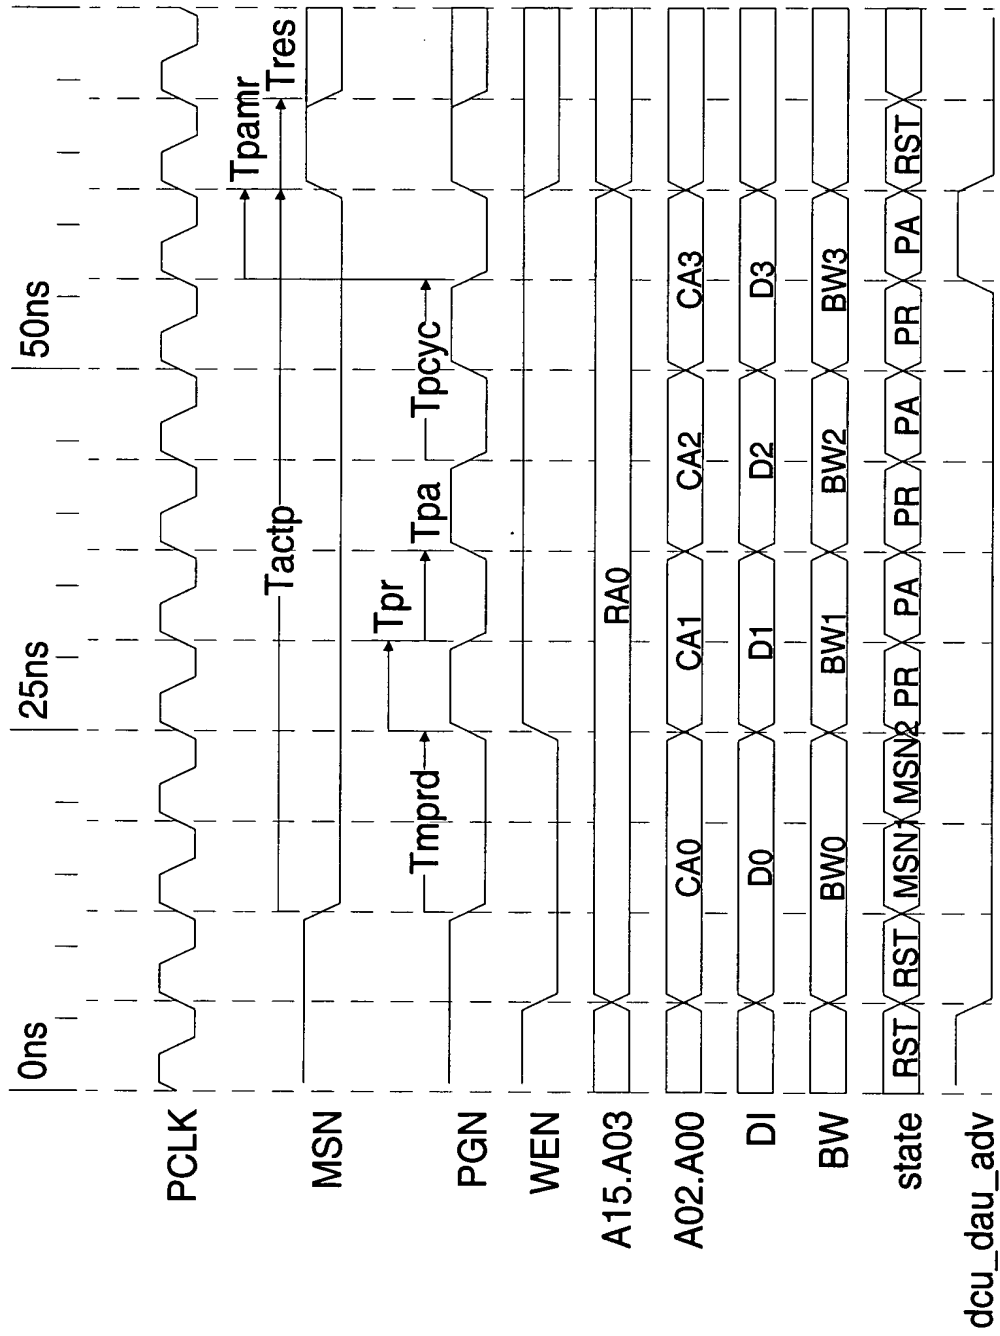 0ns 25ns 50ns
PCLK
Tpamr
MSN Tactp Tres
Tpr
PGN Tmprd Tpa Tpcyc
WEN
A15.A03 RA0
A02.A00 CA0 CA1 CA2 CA3
DI D0 D1 D2 D3
BW BW0 BW1 BW2 BW3
state RST RST MSN1 MSN2 PR PA PR PA PR PA RST
dcu_dau_adv